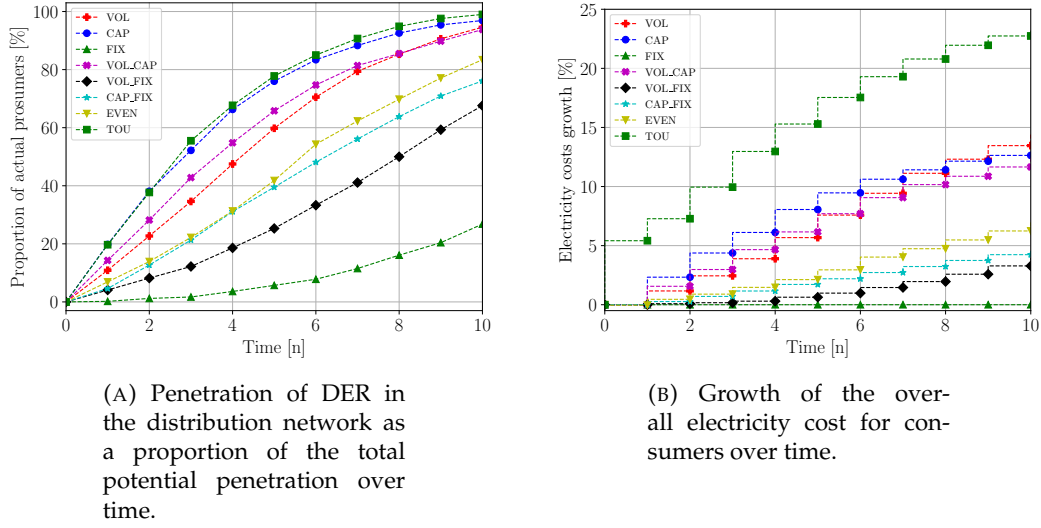 100
80
60
40
20
0
Proportion of actual prosumers [%]
VOL
CAP
FIX
VOL_CAP
VOL_FIX
CAP_FIX
EVEN
TOU
0 2 4 6 8 10
Time [n]
25
20
15
10
5
0
Electricity costs growth [%]
VOL
CAP
FIX
VOL_CAP
VOL_FIX
CAP_FIX
EVEN
TOU
0 2 4 6 8 10
Time [n]
(A) Penetration of DER in
the distribution network as
a proportion of the total
potential penetration over
time.
(B) Growth of the over-
all electricity cost for con-
sumers over time.